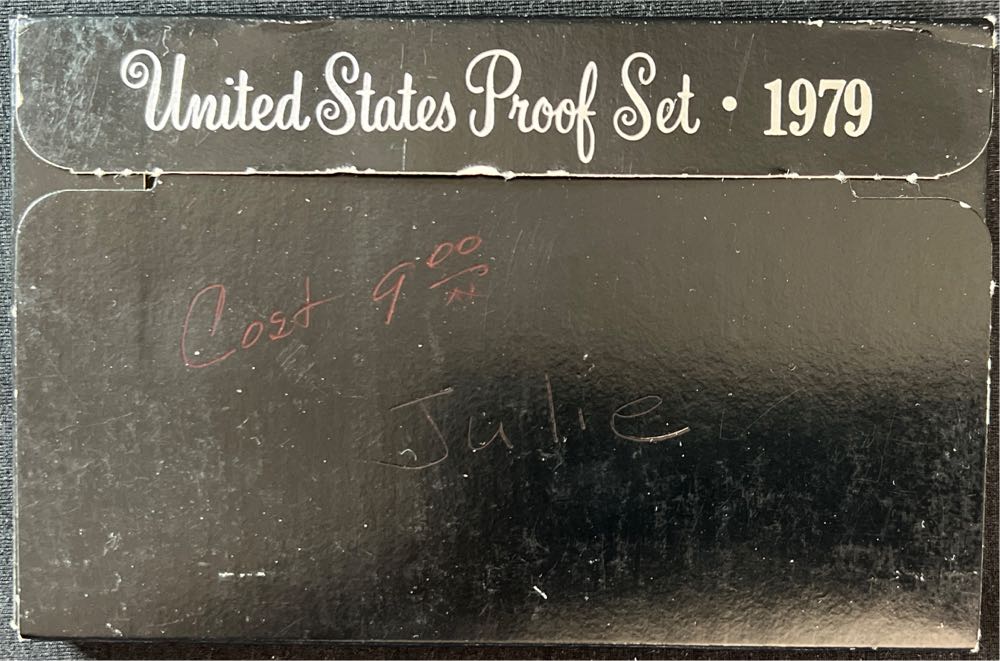 United States Proof Set · 1979
Cost 9 00
Julie